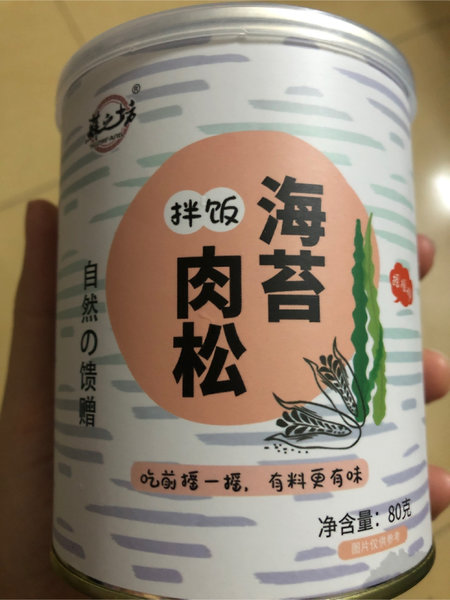 ®
拌饭
海苔
肉松
自然の馈赠
吃前摇一摇，有料更有味
净含量：80克
图片仅供参考